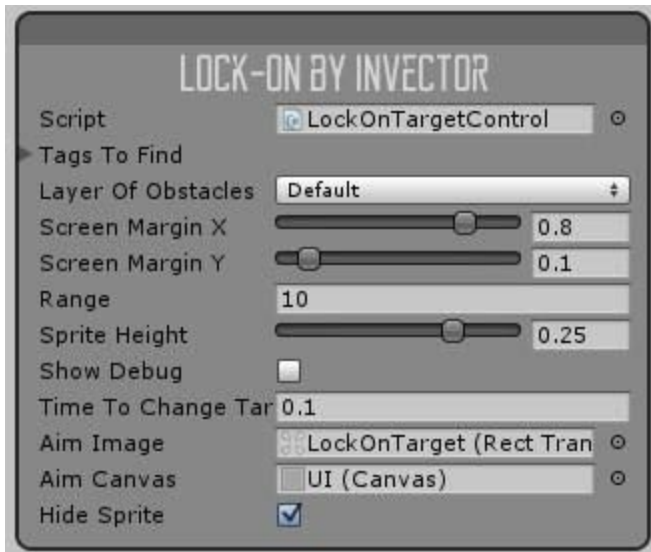 LOCK-ON BY INVECTOR
Script LockOnTargetControl
Tags To Find
Layer Of Obstacles Default
Screen Margin X 0.8
Screen Margin Y 0.1
Range 10
Sprite Height 0.25
Show Debug
Time To Change Tar 0.1
Aim Image LockOnTarget (Rect Tran
Aim Canvas UI (Canvas)
Hide Sprite